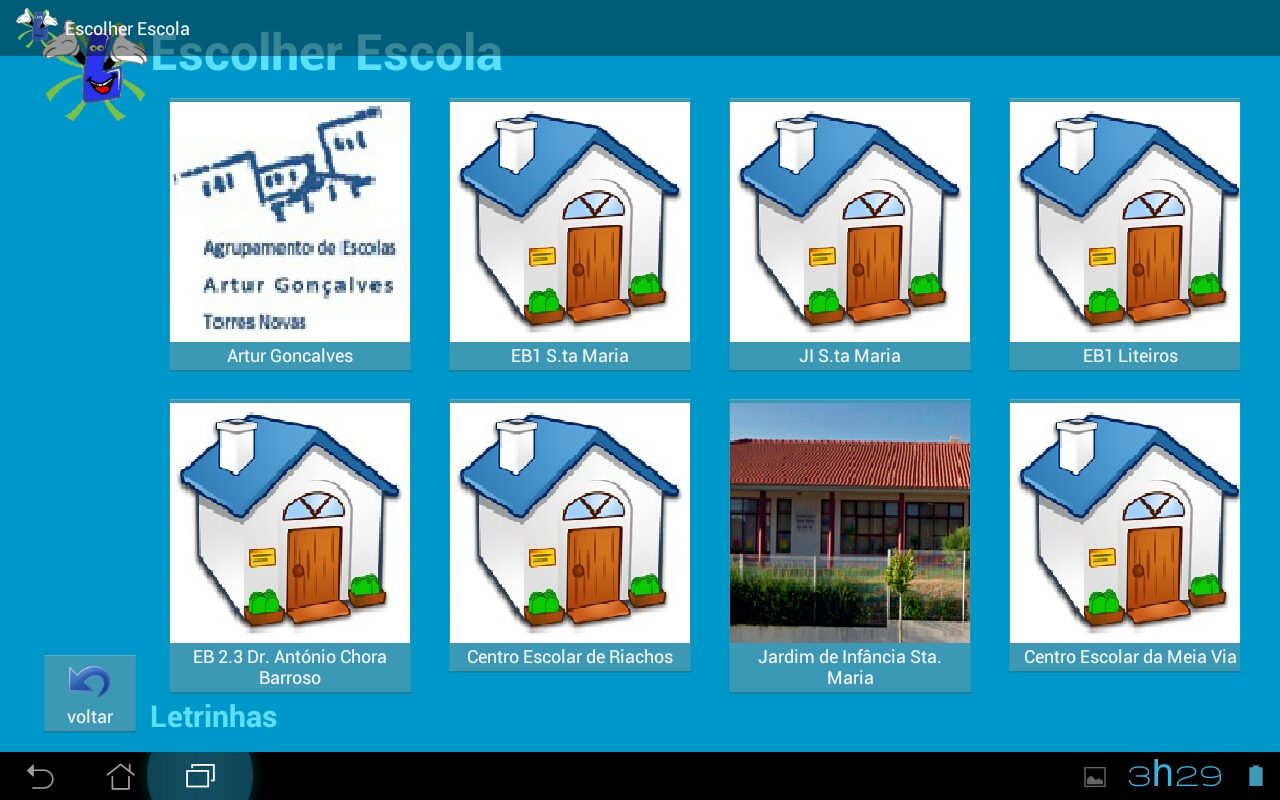 Escolher Escola
Escolher Escola
Agrupamento de Escolas
Artur Gonçalves
Torres Novas
Artur Goncalves
EB1 S.ta Maria
JI S.ta Maria
EB1 Liteiros
EB 2.3 Dr. António Chora
Barroso
Centro Escolar de Riachos
Jardim de Infância Sta.
Maria
Centro Escolar da Meia Via
voltar
Letrinhas
3h29